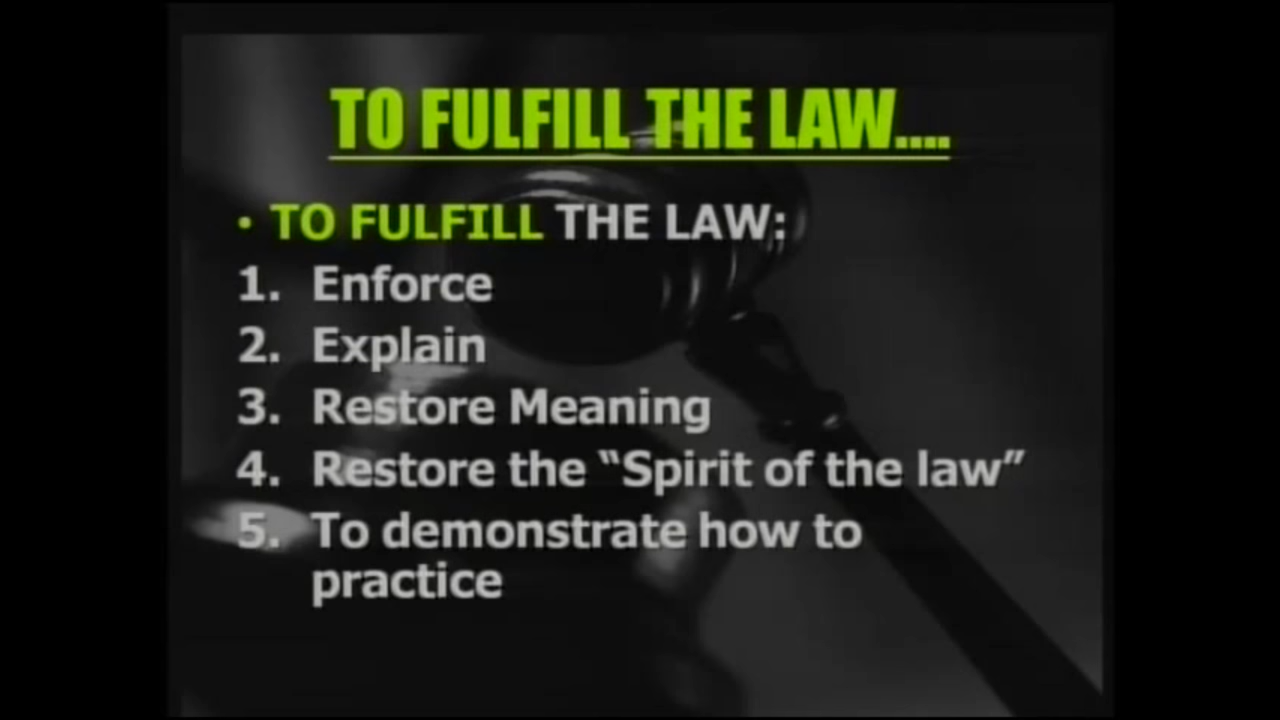 TO FULFILL THE LAW....
• TO FULFILL THE LAW:
1. Enforce
2. Explain
3. Restore Meaning
4. Restore the “Spirit of the law”
5. To demonstrate how to
practice